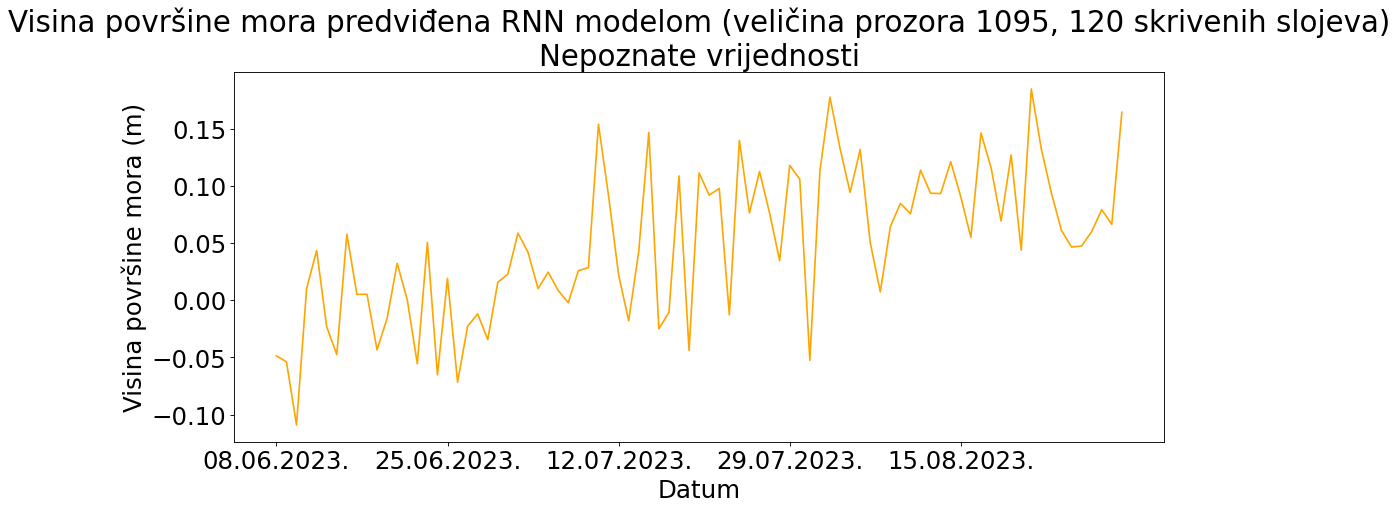 Visina površine mora predviđena RNN modelom (veličina prozora 1095, 120 skrivenih slojeva)
Nepoznate vrijednosti
Visina površine mora (m)
0.15
0.10
0.05
0.00
−0.05
−0.10
08.06.2023. 25.06.2023. 12.07.2023. 29.07.2023. 15.08.2023.
Datum